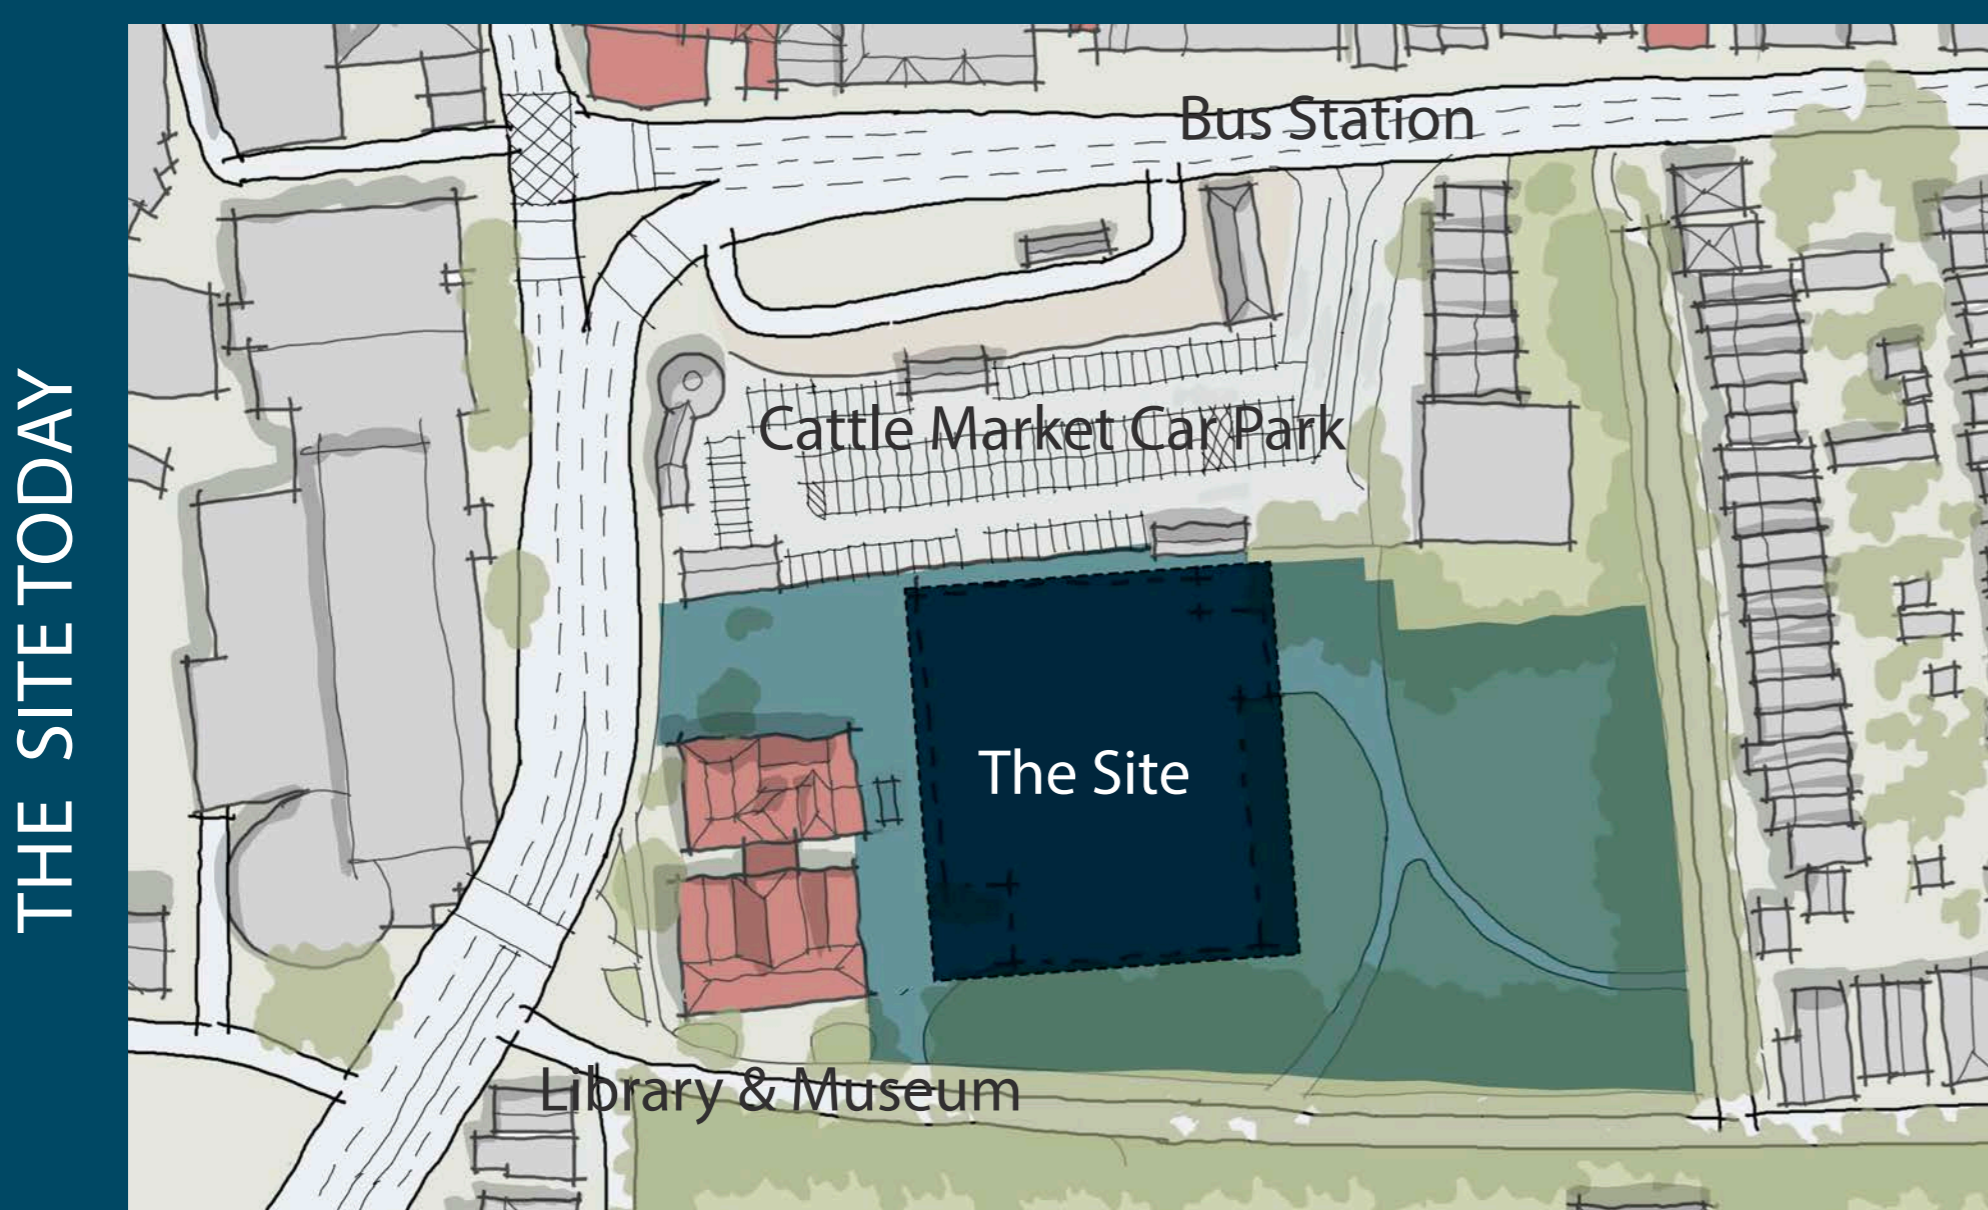 THE SITE TODAY
Bus Station
Cattle Market Car Park
The Site
Library & Museum